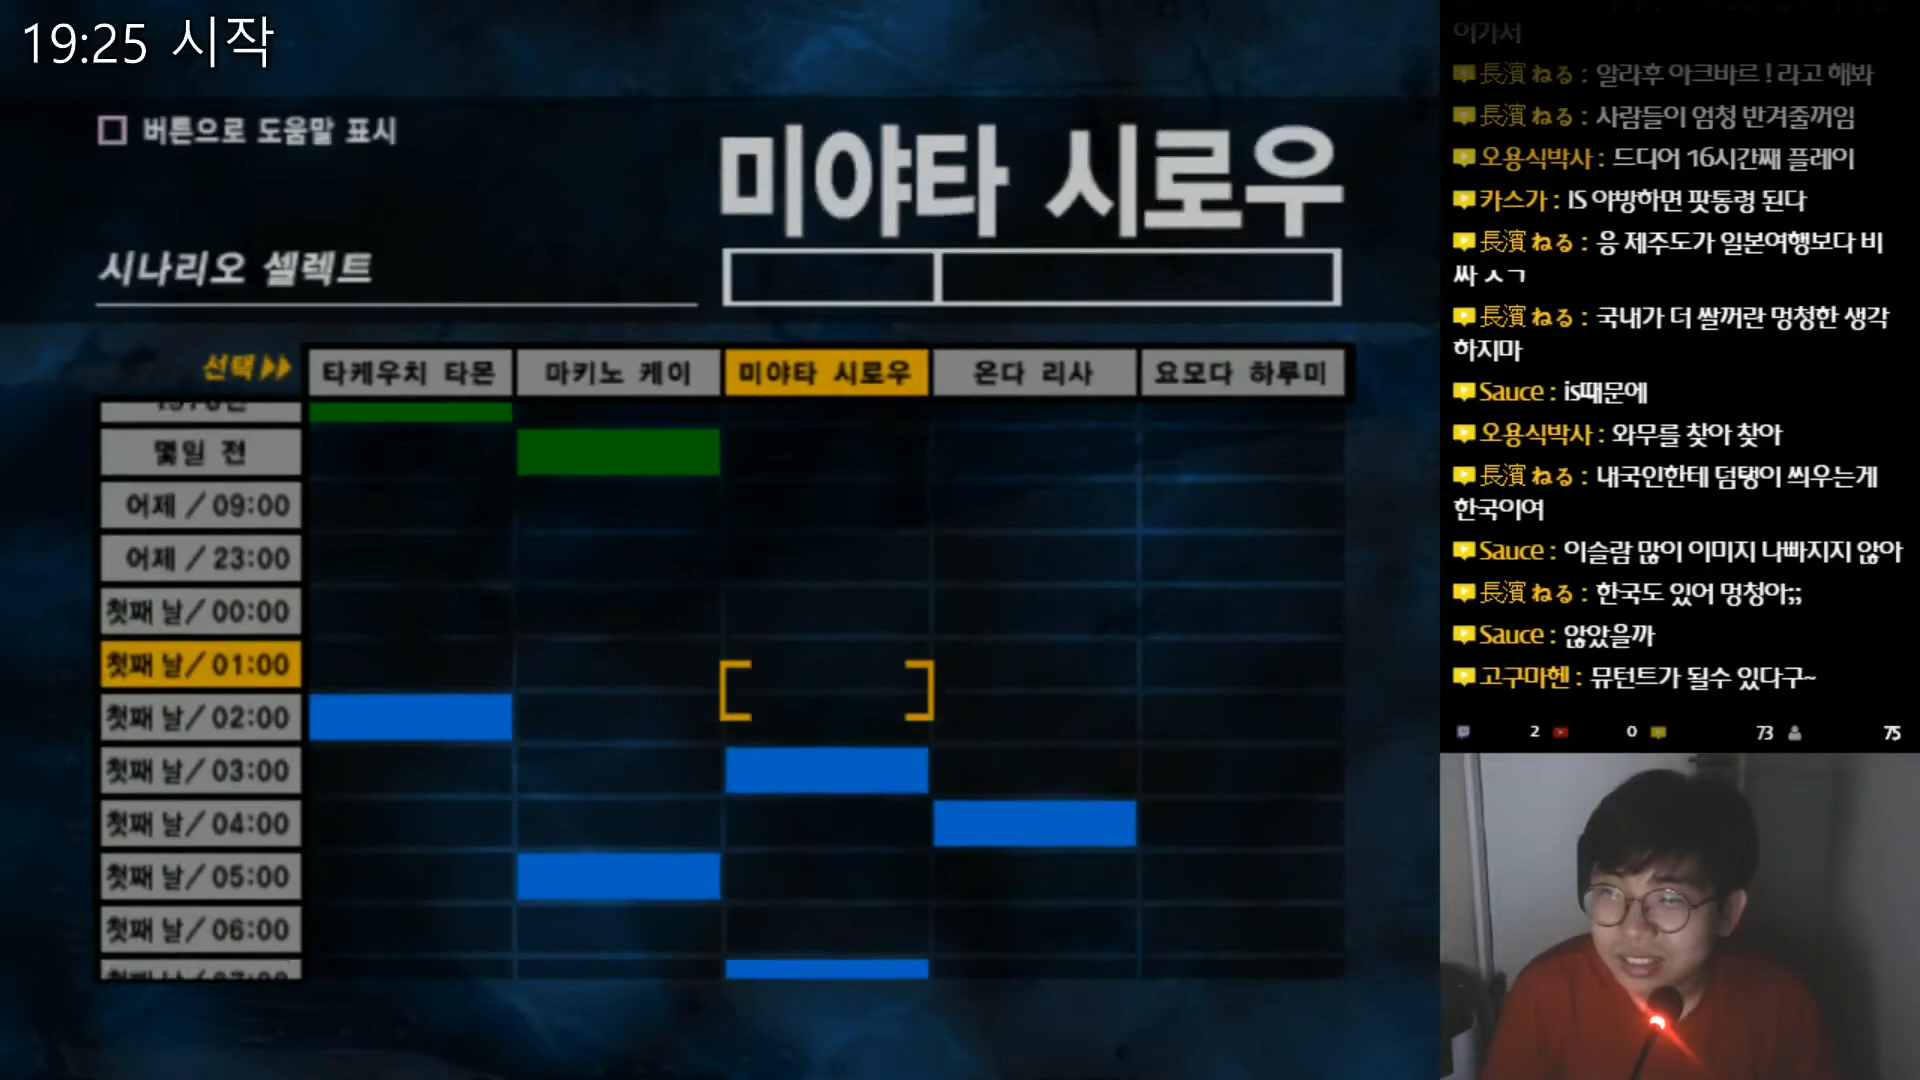 19:25 시작
버튼으로 도움말 표시
미야타 시로우
시나리오 셀렉트
선택
타케우치 타몬
마키노 케이
미야타 시로우
온다 리사
요모다 하루미
몇일 전
어제 / 09:00
어제 / 23:00
첫째 날 / 00:00
첫째 날 / 01:00
첫째 날 / 02:00
첫째 날 / 03:00
첫째 날 / 04:00
첫째 날 / 05:00
첫째 날 / 06:00
어가서
長濱 ねる : 알라후 아크바르 ! 라고 해봐
長濱 ねる : 사람들이 엄청 반겨줄꺼임
오용식박사 : 드디어 16시간째 플레이
카스가 : IS 야방하면 팟통령 된다
長濱 ねる : 응 제주도가 일본여행보다 비
싸 ㅅㄱ
長濱 ねる : 국내가 더 쌀꺼란 멍청한 생각
하지마
Sauce : is때문에
오용식박사 : 와무를 찾아 찾아
長濱 ねる : 내국인한테 덤탱이 씌우는게
한국이여
Sauce : 이슬람 많이 이미지 나빠지지 않아
長濱 ねる : 한국도 있어 멍청아;;
Sauce : 않았을까
고구마헨 : 뮤턴트가 될수 있다구~
2 0 73 75